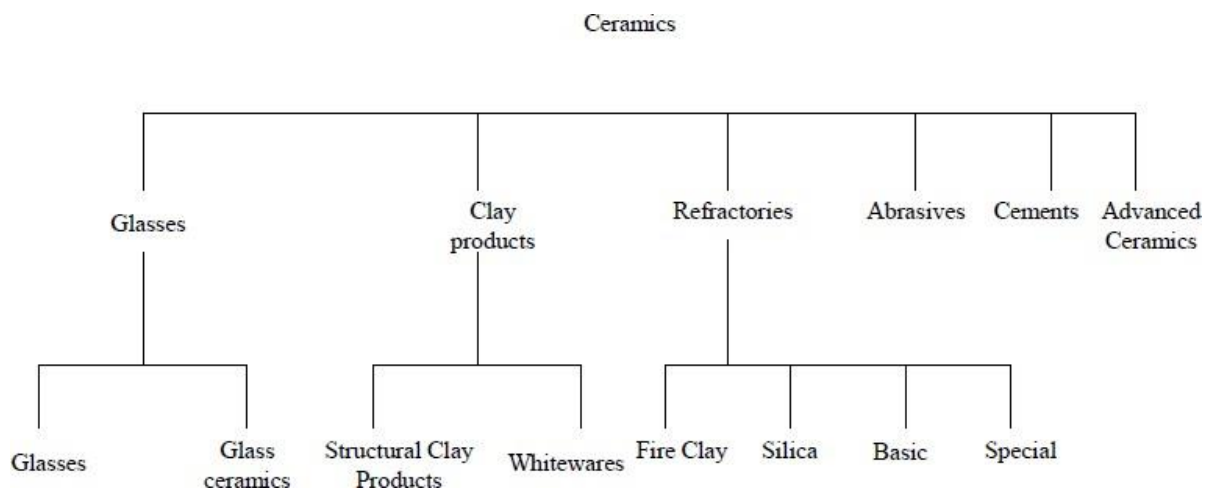 Ceramics
Glasses
Clay
products
Refractories
Abrasives
Cements
Advanced
Ceramics
Glasses
Glass
ceramics
Structural Clay
Products
Whitewares
Fire Clay
Silica
Basic
Special